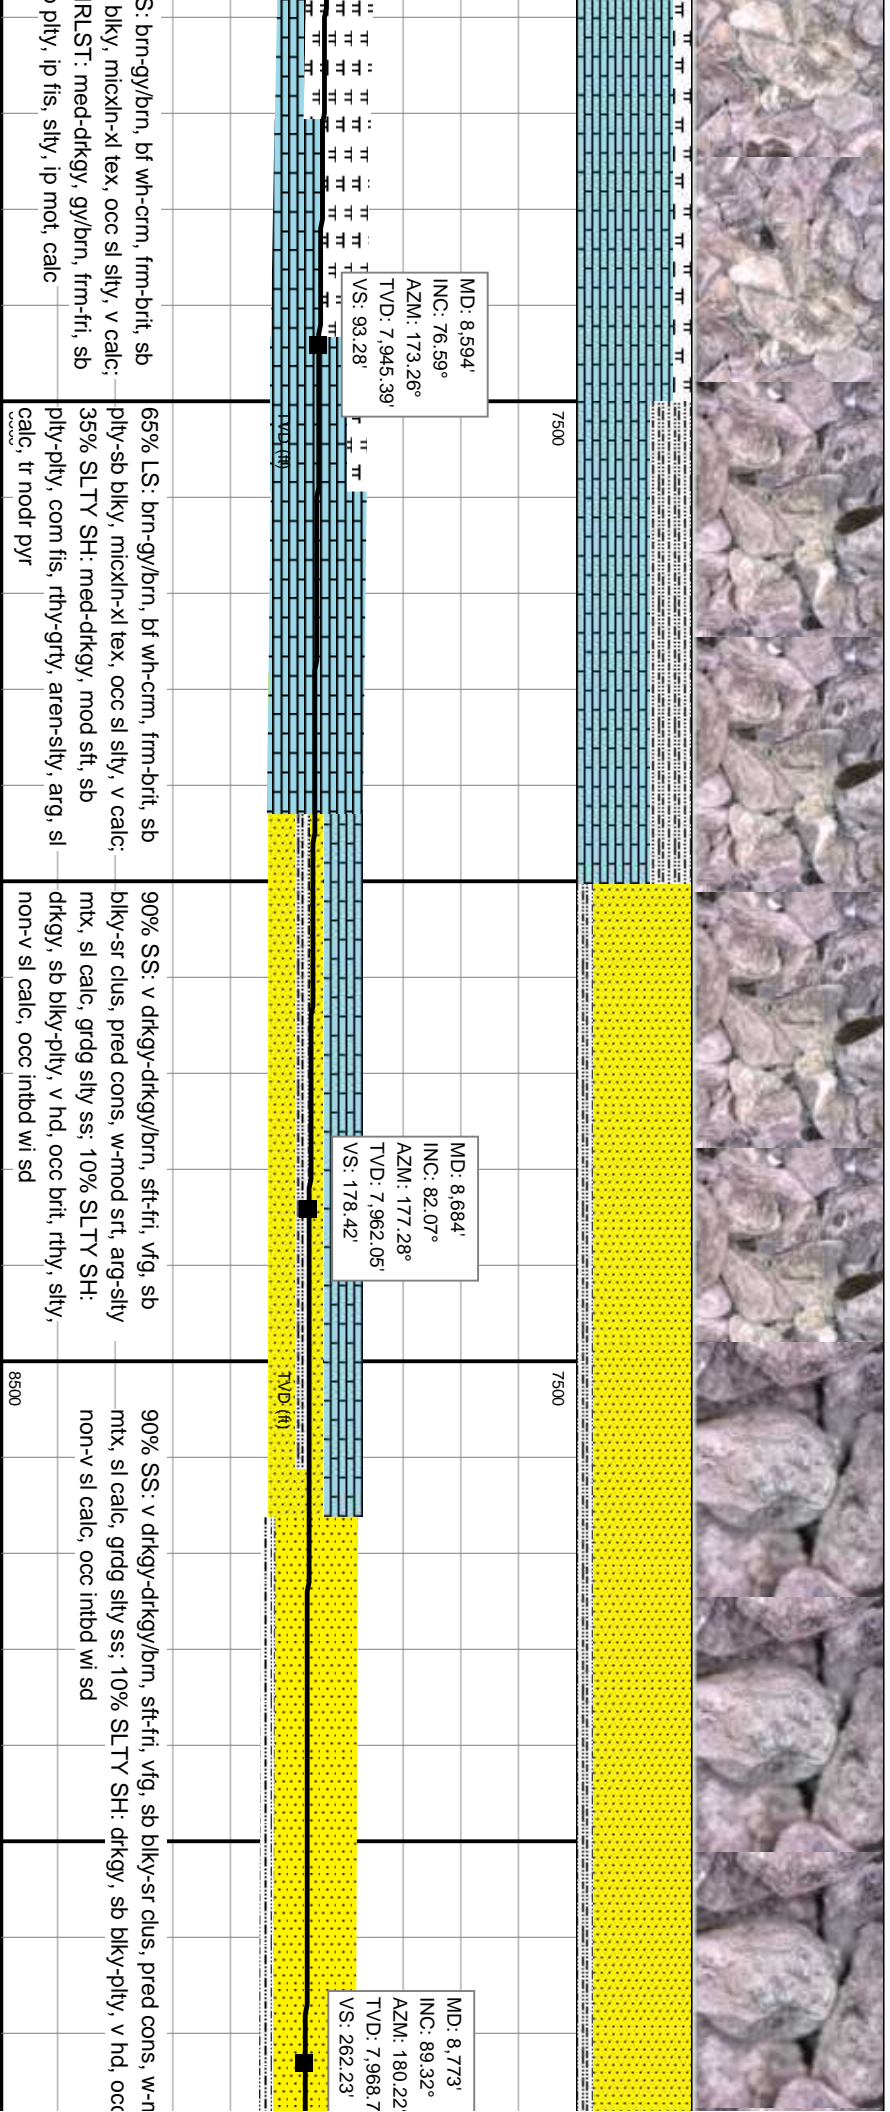 S: brn-gy/brn, bf wh-crm, frm-brit, sb
blky, micxln-xl tex, occ sl slty, v calc;
RLST: med-drkgy, gy/brn, frm-fri, sb
plty, ip fis, slty, ip mot, calc
MD: 8,594'
INC: 76.59°
AZM: 173.26°
TVD: 7,945.39'
VS: 93.28'
7500
TVD (ft)
65% LS: brn-gy/brn, bf wh-crm, frm-brit, sb
plty-sb blky, micxln-xl tex, occ sl slty, v calc;
35% SLTY SH: med-drkgy, mod sft, sb
plty-plty, com fis, rthy-grty, aren-slty, arg, sl
calc, tr nodr pyr
90% SS: v drkgy-drkgy/brn, sft-fri, vfg, sb
blky-sr clus, pred cons, w-mod srt, arg-slty
mtx, sl calc, grdg slty ss; 10% SLTY SH:
drkgy, sb blky-plty, v hd, occ brit, rthy, slty,
non-v sl calc, occ intbd wi sd
MD: 8,684'
INC: 82.07°
AZM: 177.28°
TVD: 7,962.05'
VS: 178.42'
7500
TVD (ft)
8500
90% SS: v drkgy-drkgy/brn, sft-fri, vfg, sb blky-sr clus, pred cons, w-m
mtx, sl calc, grdg slty ss; 10% SLTY SH: drkgy, sb blky-plty, v hd, occ
non-v sl calc, occ intbd wi sd
MD: 8,773'
INC: 89.32°
AZM: 180.22°
TVD: 7,968.7
VS: 262.23'